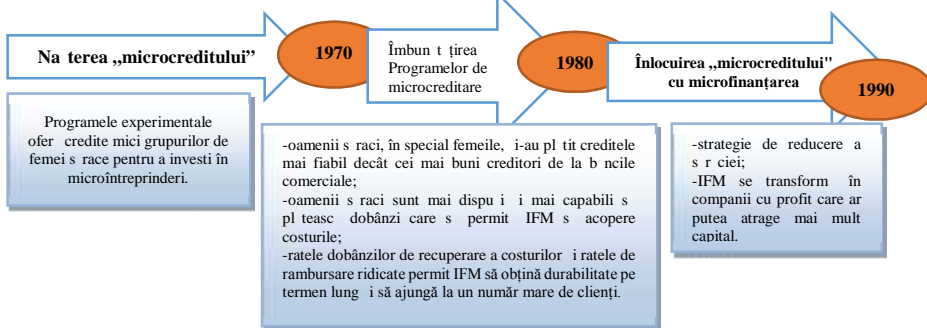 Na terea „microcreditului”
1970
Îmbun t țirea
Programelor de
microcreditare
1980
Înlocuirea „microcreditului”
cu microfinanțarea
1990
Programele experimentale
ofer credite mici grupurilor de
femei s race pentru a investi în
microîntreprinderi.
-oamenii s raci, în special femeile, i-au pl tit creditele
mai fiabil decât cei mai buni creditori de la b ncile
comerciale;
-oamenii s raci sunt mai dispu i i mai capabili s
pl teasc dobânzi care s permit IFM s acopere
costurile;
-ratele dobânzilor de recuperare a costurilor i ratele de
rambursare ridicate permit IFM să obțină durabilitate pe
termen lung i să ajungă la un număr mare de clienți.
-strategie de reducere a
s r ciei;
-IFM se transform în
companii cu profit care ar
putea atrage mai mult
capital.